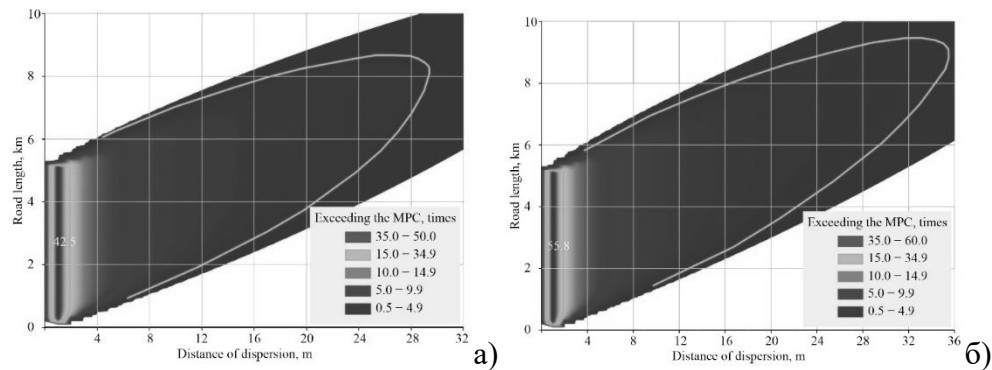 10
8
6
4
2
0
Road length, km
42.5
Exceeding the MPC, times
35.0 – 50.0
15.0 – 34.9
10.0 – 14.9
5.0 – 9.9
0.5 – 4.9
4 8 12 16 20 24 28 32
Distance of dispersion, m
а)
10
8
6
4
2
0
Road length, km
55.8
Exceeding the MPC, times
35.0 – 60.0
15.0 – 34.9
10.0 – 14.9
5.0 – 9.9
0.5 – 4.9
4 8 12 16 20 24 28 32 36
Distance of dispersion, m
б)